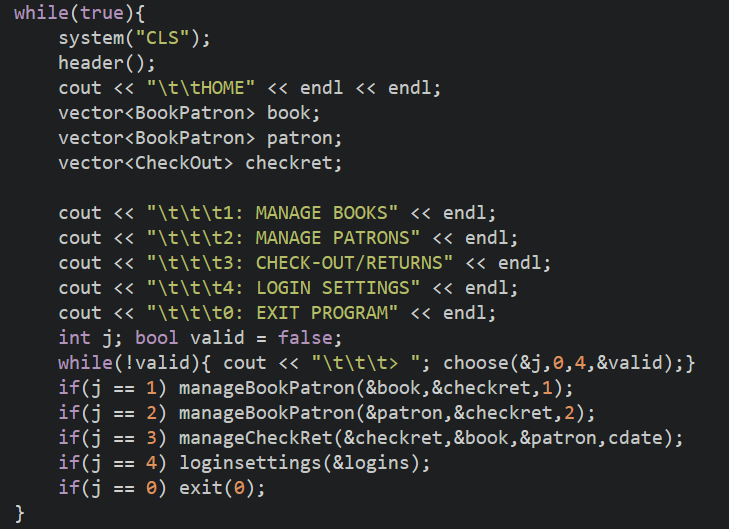 while(true){
    system("CLS");
    header();
    cout << "\t\tHOME" << endl << endl;
    vector<BookPatron> book;
    vector<BookPatron> patron;
    vector<CheckOut> checkret;

    cout << "\t\t\t1: MANAGE BOOKS" << endl;
    cout << "\t\t\t2: MANAGE PATRONS" << endl;
    cout << "\t\t\t3: CHECK-OUT/RETURNS" << endl;
    cout << "\t\t\t4: LOGIN SETTINGS" << endl;
    cout << "\t\t\t0: EXIT PROGRAM" << endl;
    int j; bool valid = false;
    while(!valid){ cout << "\t\t\t> "; choose(&j,0,4,&valid);}
    if(j == 1) manageBookPatron(&book,&checkret,1);
    if(j == 2) manageBookPatron(&patron,&checkret,2);
    if(j == 3) manageCheckRet(&checkret,&book,&patron,cdate);
    if(j == 4) loginsettings(&logins);
    if(j == 0) exit(0);
}